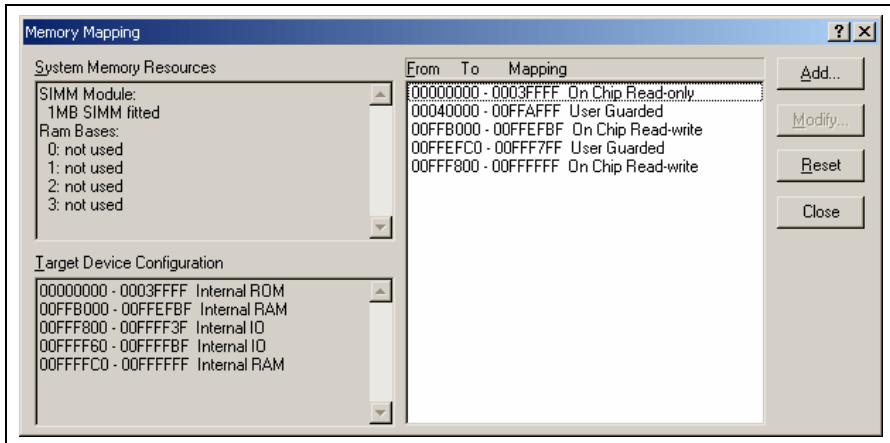 Memory Mapping
System Memory Resources
SIMM Module:
1MB SIMM fitted
Ram Bases:
0: not used
1: not used
2: not used
3: not used
Target Device Configuration
00000000 - 0003FFFF Internal ROM
00FFB000 - 00FFEFBF Internal RAM
00FFF800 - 00FFFF3F Internal IO
00FFFF60 - 00FFFFBF Internal IO
00FFFFC0 - 00FFFFFF Internal RAM
From To Mapping
00000000 - 0003FFFF On Chip Read-only
00040000 - 00FFAFFF User Guarded
00FFB000 - 00FFEFBF On Chip Read-write
00FFEFC0 - 00FFF7FF User Guarded
00FFF800 - 00FFFFFF On Chip Read-write
Add...
Modify...
Reset
Close